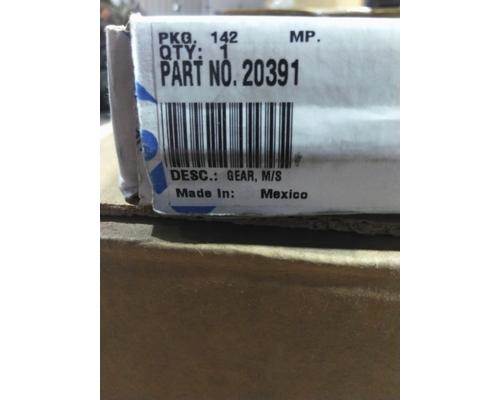 PKG. 142 MP.
QTY: 1
PART NO. 20391
DESC.: GEAR, M/S
Made In: Mexico